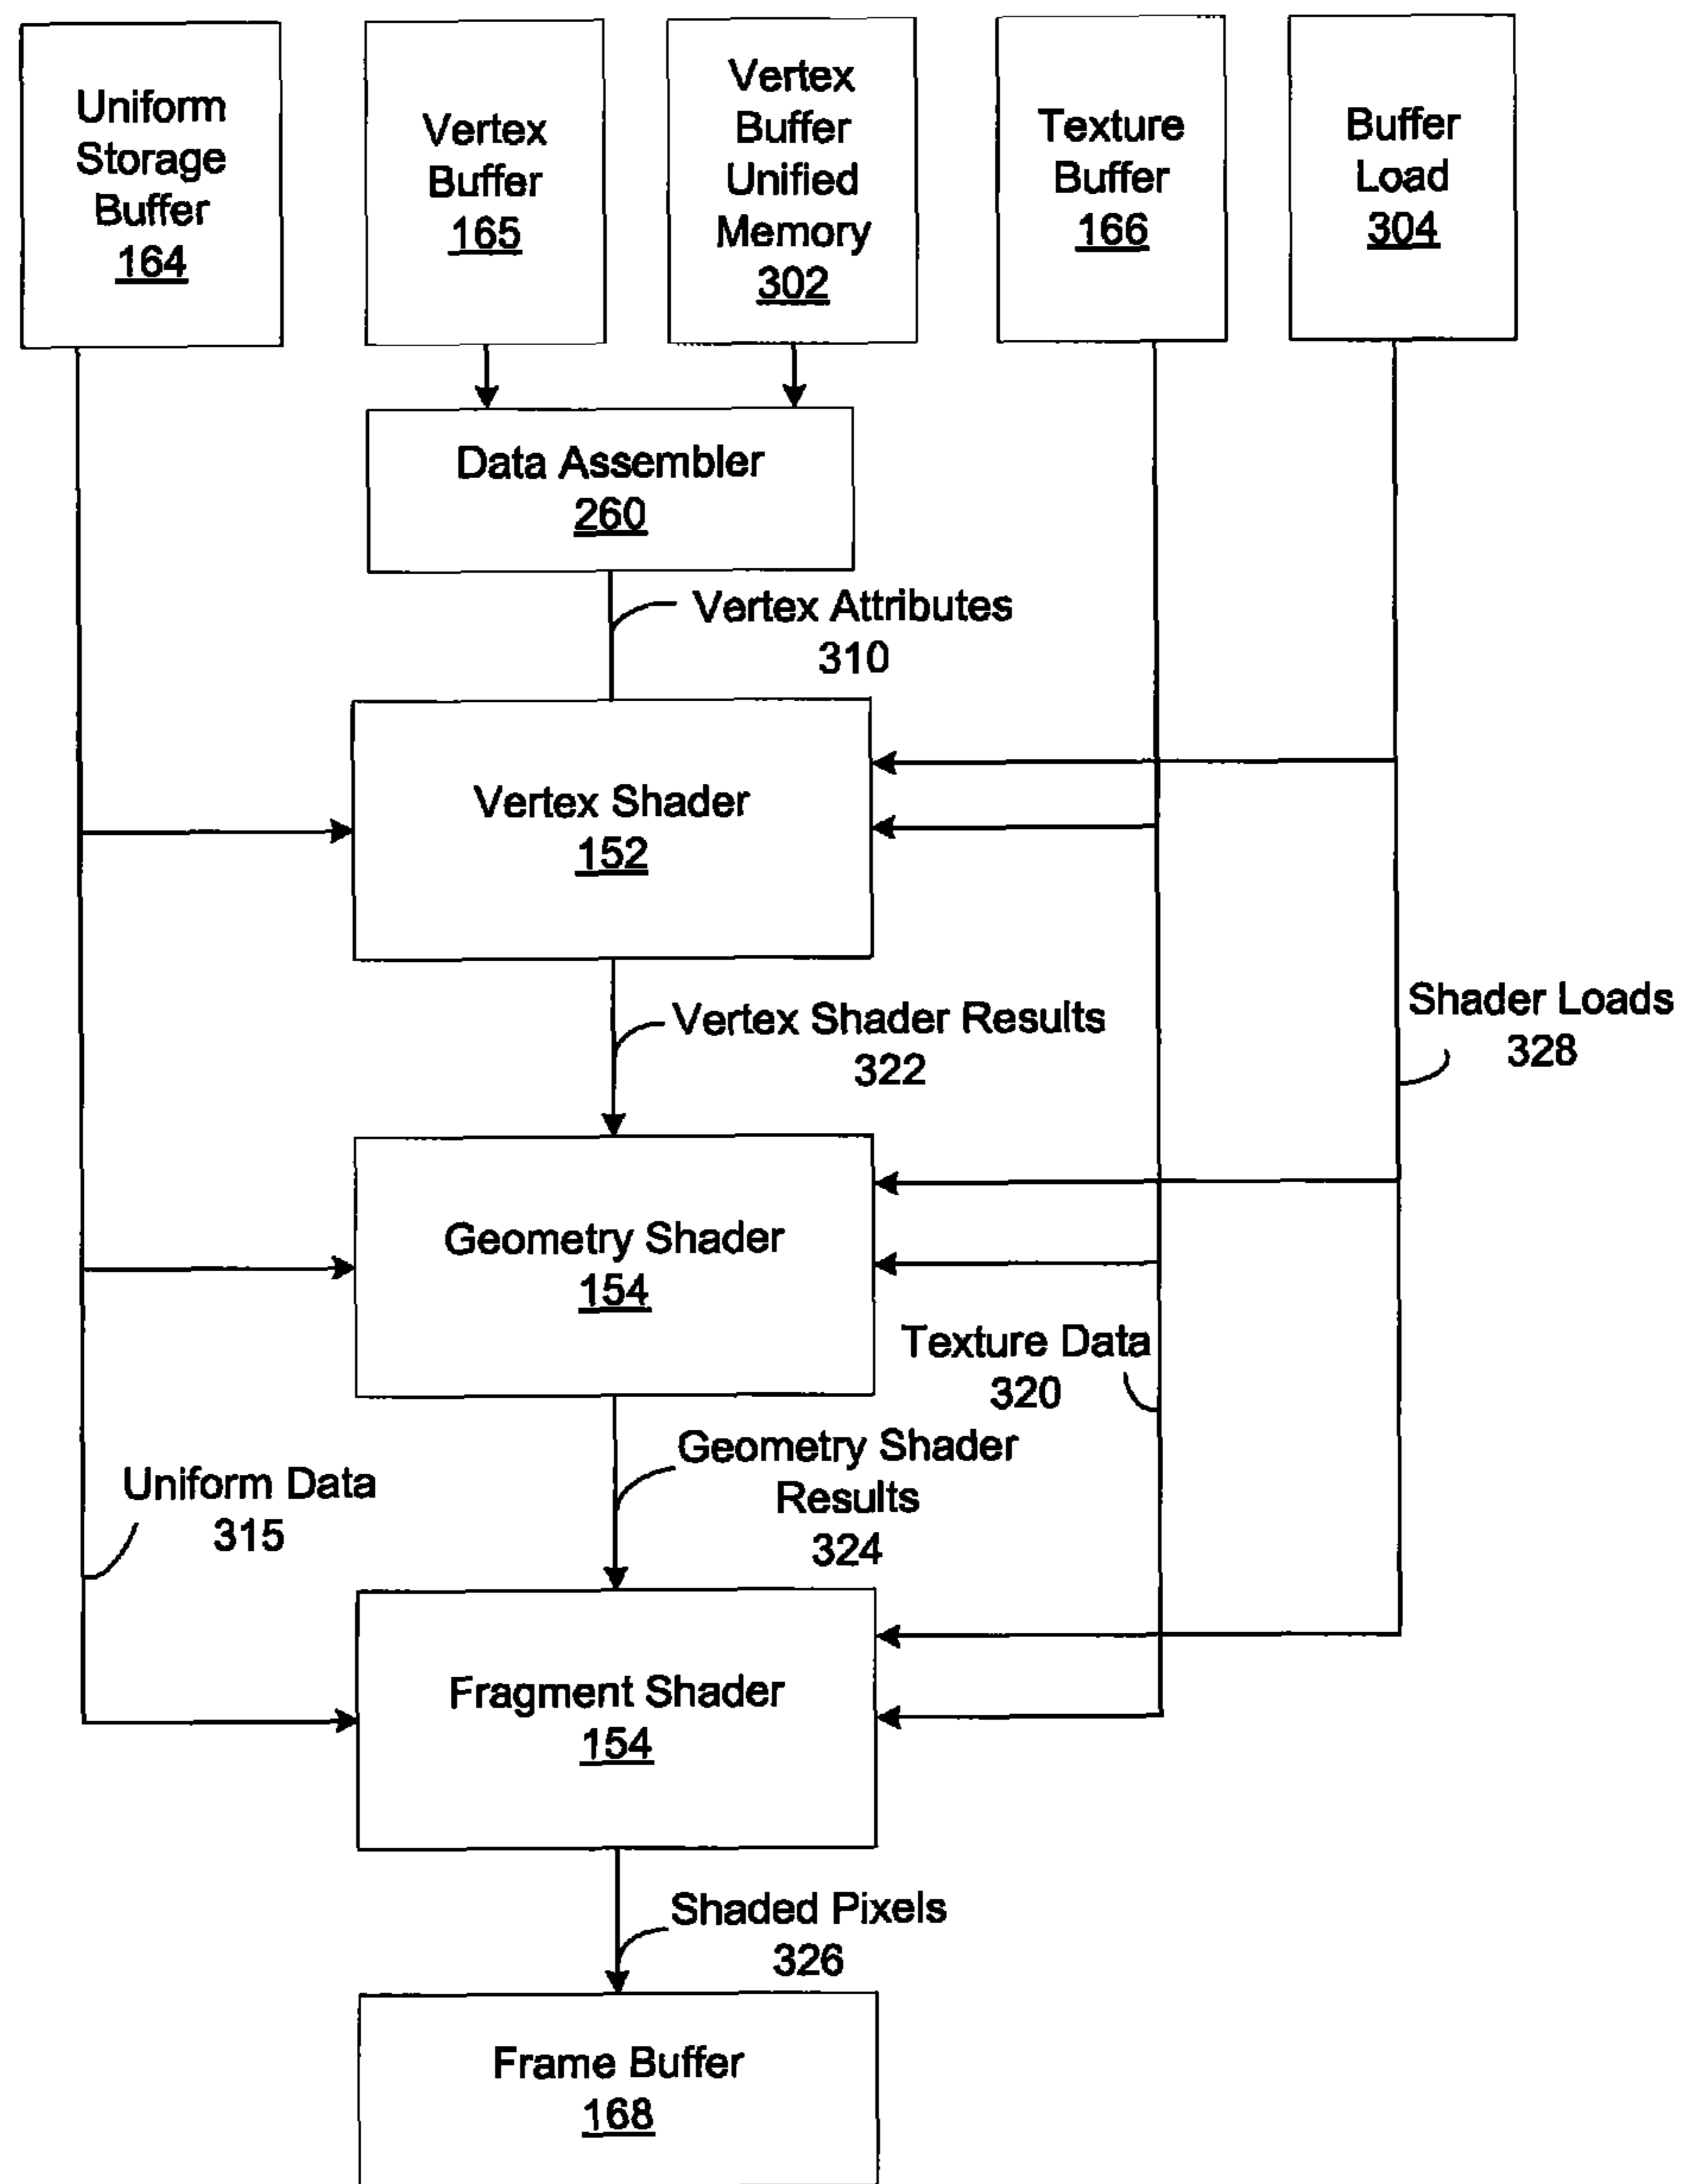 Uniform
Storage
Buffer
164
Vertex
Buffer
165
Vertex
Buffer
Unified
Memory
302
Texture
Buffer
166
Buffer
Load
304
Data Assembler
260
Vertex Attributes
310
Vertex Shader
152
Vertex Shader Results
322
Shader Loads
328
Geometry Shader
154
Texture Data
320
Geometry Shader
Results
324
Uniform Data
315
Fragment Shader
154
Shaded Pixels
326
Frame Buffer
168